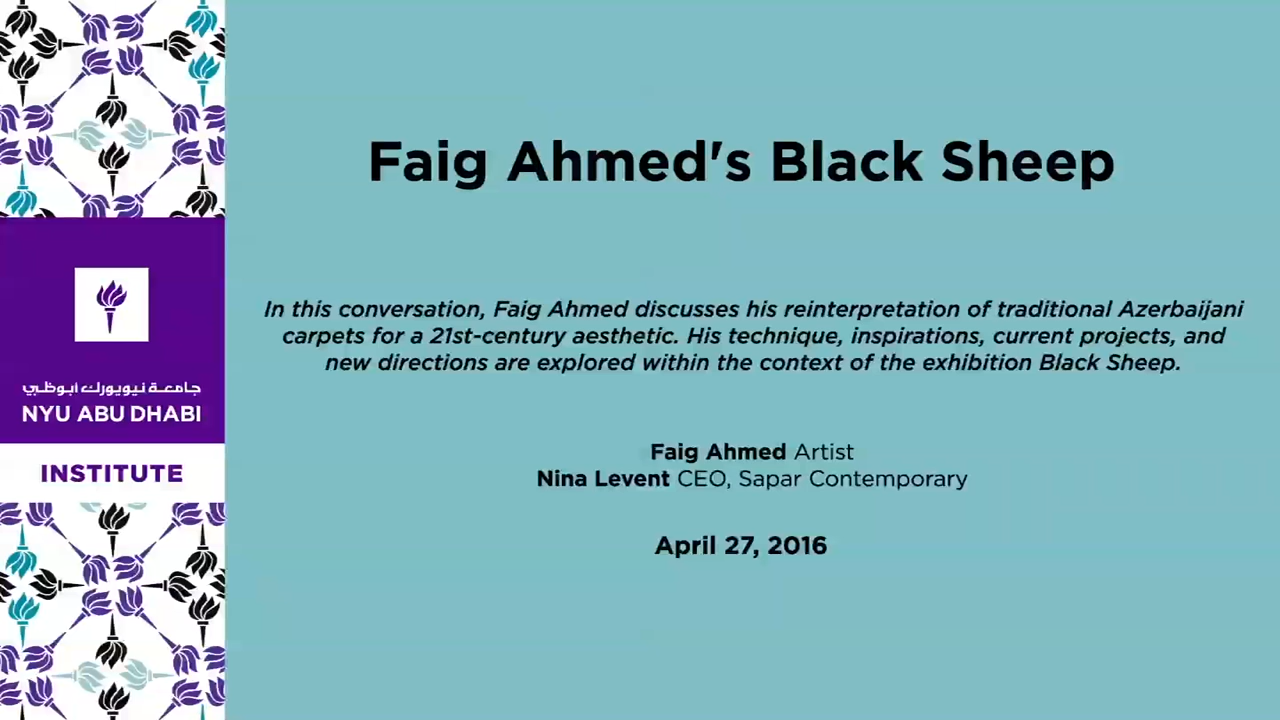 Faig Ahmed's Black Sheep
In this conversation, Faig Ahmed discusses his reinterpretation of traditional Azerbaijani
carpets for a 21st-century aesthetic. His technique, inspirations, current projects, and
new directions are explored within the context of the exhibition Black Sheep.
Faig Ahmed Artist
Nina Levent CEO, Sapar Contemporary
April 27, 2016
جامعة نيويورك أبوظبي
NYU ABU DHABI
INSTITUTE